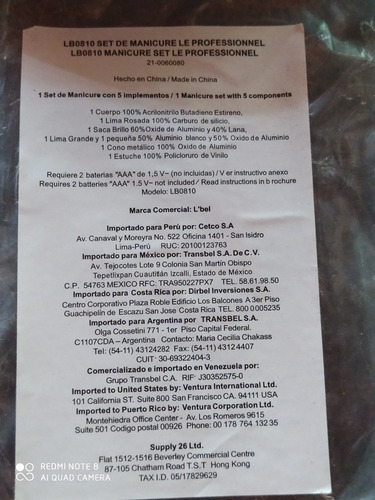 LB0810 SET DE MANICURE LE PROFESSIONNEL
LB0810 MANICURE SET LE PROFESSIONNEL
21-0060080
Hecho en China / Made in China
1 Set de Manicure con 5 implementos / 1 Manicure set with 5 components
1 Cuerpo 100% Acrilonitrilo Butadieno Estireno,
1 Lima Rosada 100% Carburo de silicio,
1 Saca Brillo 60%Oxide de Aluminio y 40% Lana,
1 Lima Grande y 1 pequeña 50% Aluminio blanco y 50% Oxido de Aluminio
1 Cono metálico 100% Oxido de Aluminio
1 Estuche 100% Policloruro de Vinilo
Requiere 2 baterias "AAA" de 1,5 V~ (no incluidas) / V er instructivo anexo
Requires 2 batteries "AAA" 1.5 V~ not included / Read instructions in b rochure
Modelo: LB0810
Marca Comercial: L'bel
Importado para Perú por: Cetco S.A
Av. Canaval y Moreyra No. 522 Oficina 1401 - San Isidro
Lima-Perú RUC: 20100123763
Importado para México por: Transbel S.A. De C.V.
Av. Tejocotes Lote 9 Colonia San Martín Obispo
Tepetlixpan Cuautitlán Izcalli, Estado de México
C.P. 54763 MEXICO RFC: TRA950227PX7 TEL. 58.61.98.50
Importado para Costa Rica por: Dirbel Inversiones S.A.
Centro Corporativo Plaza Roble Edificio Los Balcones A 3er Piso
Guachipelín de Escazu San Jose Costa Rica TEL. 800 0005235
Importado para Argentina por TRANSBEL S.A.
Olga Cossetini 771 - 1er Piso Capital Federal.
C1107CDA – Argentina Contacto: Maria Cecilia Chakass
Tel: (54-11) 43124282 Fax: (54-11) 4312 4407
CUIT: 30-69322404-3
Comercializado e importado en Venezuela por:
Grupo Transbel C.A. RIF: J30352575-0
Imported to United States by: Ventura International Ltd.
101 California ST. Suite 800 San Francisco CA. 94111 USA
Imported to Puerto Rico by: Ventura Corporation Ltd.
Montehiedra Office Center - Av. Los Romeros 9615
Suite 501 Codigo postal 00926 Phone: 00 178 764 132 35
Supply 26 Ltd.
Flat 1512-1516 Beverley Commercial Centre
87-105 Chatham Road T.S.T Hong Kong
TAX I.D. 05/17829629
REDMI NOTE 8
AI QUAD CAMERA